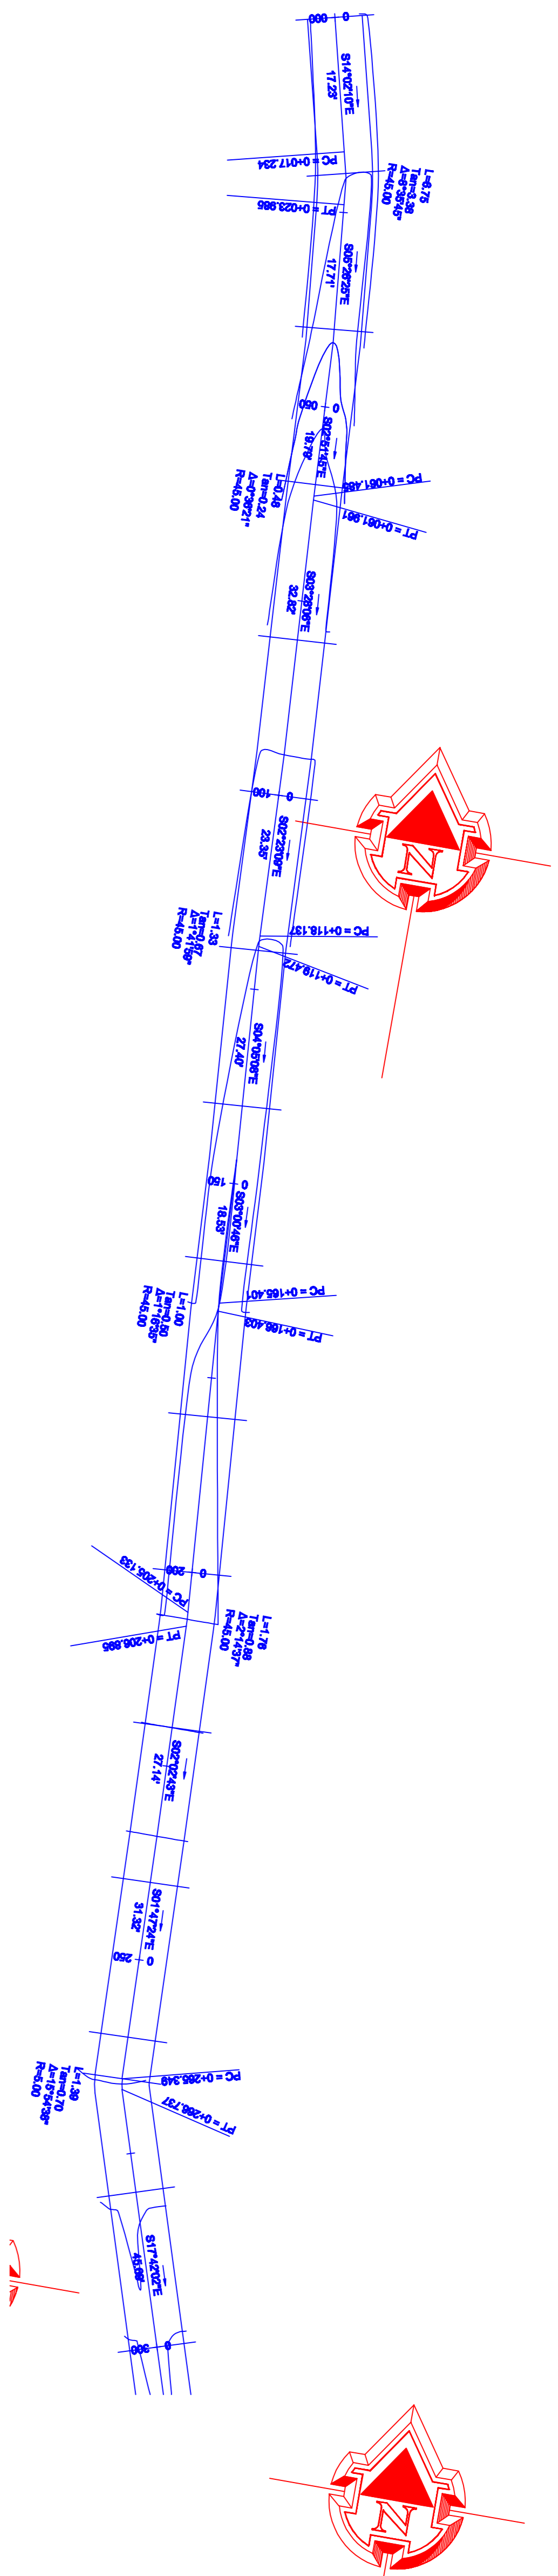 0 000
S14°02'10"E
17.23'
PC = 0+017.234
L=6.75
Tan=3.38
Δ=8°35'45"
R=45.00
PT = 0+023.985
S05°26'25"E
17.71'
0 050
S02°51'45"E
19.79'
PC = 0+061.485
L=0.48
Tan=0.24
Δ=0°36'21"
R=45.00
PT = 0+061.961
S03°28'06"E
32.82'
N
0 100
S02°23'09"E
23.35'
L=1.33
Tan=0.67
Δ=1°41'59"
R=45.00
PC = 0+118.137
PT = 0+119.472
S04°05'08"E
27.40'
0 150
S03°00'46"E
18.53'
PC = 0+165.401
L=1.00
Tan=0.50
Δ=1°16'35"
R=45.00
PT = 0+166.403
0 200
PC = 0+205.133
L=1.76
Tan=0.88
Δ=2°14'37"
R=45.00
PT = 0+206.895
S02°02'43"E
27.14'
S01°47'24"E
31.32'
0 250
PC = 0+265.349
L=1.39
Tan=0.70
Δ=15°54'38"
R=5.00
PT = 0+266.737
S17°42'02"E
0 300
N